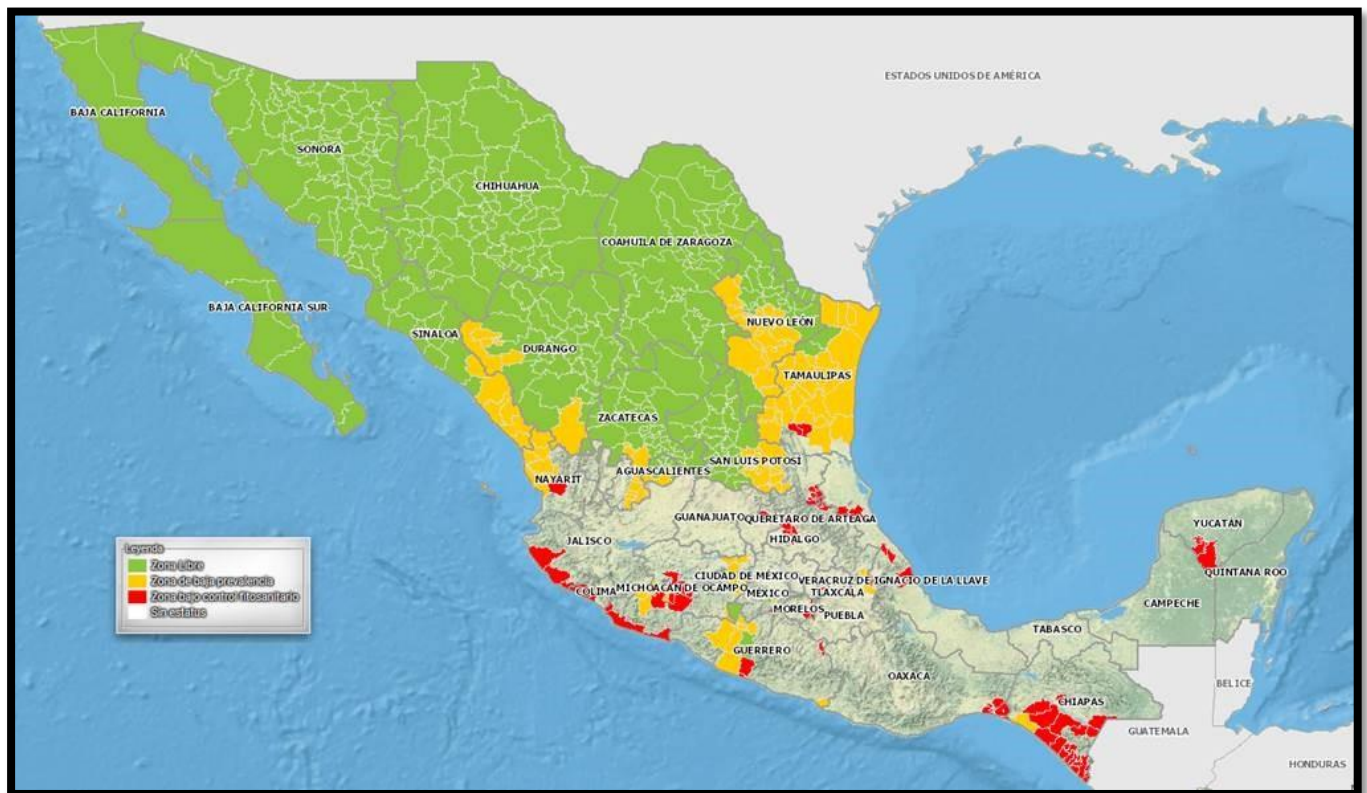 ESTADOS UNIDOS DE AMÉRICA
BAJA CALIFORNIA
SONORA
CHIHUAHUA
COAHUILA DE ZARAGOZA
BAJA CALIFORNIA SUR
SINALOA
DURANGO
NUEVO LEÓN
TAMAULIPAS
ZACATECAS
SAN LUIS POTOSÍ
AGUASCALIENTES
NAYARIT
GUANAJUATO
QUERÉTARO DE ARTEAGA
HIDALGO
JALISCO
YUCATÁN
QUINTANA ROO
CAMPECHE
Leyenda
Zona Libre
Zona de baja prevalencia
Zona bajo control fitosanitario
Sin estatus
COLIMA
MICHOACÁN DE OCAMPO
CIUDAD DE MÉXICO
MÉXICO
VERACRUZ DE IGNACIO DE LA LLAVE
TLAXCALA
MORELOS
PUEBLA
TABASCO
GUERRERO
OAXACA
CHIAPAS
BELICE
GUATEMALA
HONDURAS